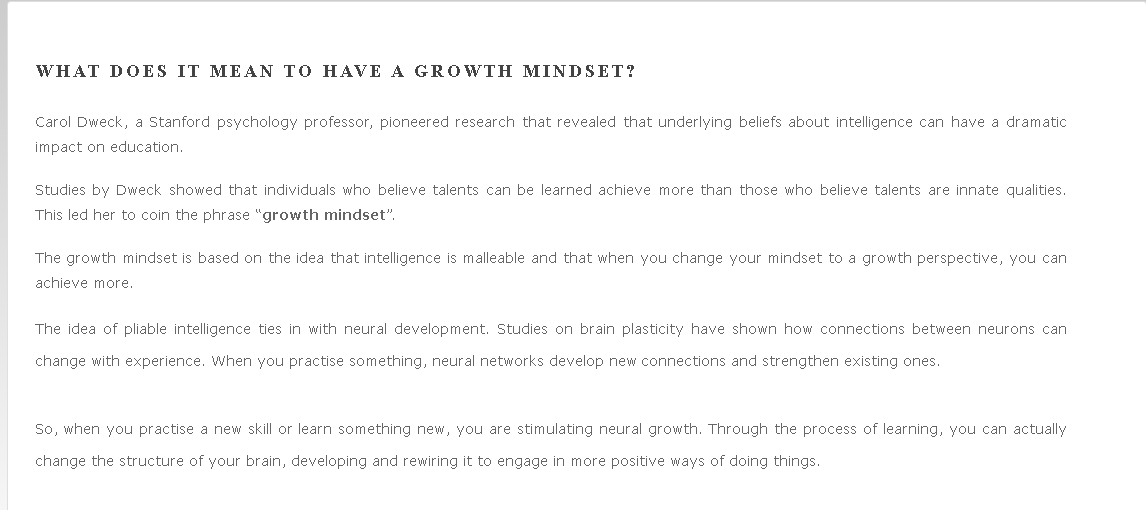 WHAT DOES IT MEAN TO HAVE A GROWTH MINDSET?
Carol Dweck, a Stanford psychology professor, pioneered research that revealed that underlying beliefs about intelligence can have a dramatic
impact on education.
Studies by Dweck showed that individuals who believe talents can be learned achieve more than those who believe talents are innate qualities.
This led her to coin the phrase “growth mindset”.
The growth mindset is based on the idea that intelligence is malleable and that when you change your mindset to a growth perspective, you can
achieve more.
The idea of pliable intelligence ties in with neural development. Studies on brain plasticity have shown how connections between neurons can
change with experience. When you practise something, neural networks develop new connections and strengthen existing ones.
So, when you practise a new skill or learn something new, you are stimulating neural growth. Through the process of learning, you can actually
change the structure of your brain, developing and rewiring it to engage in more positive ways of doing things.